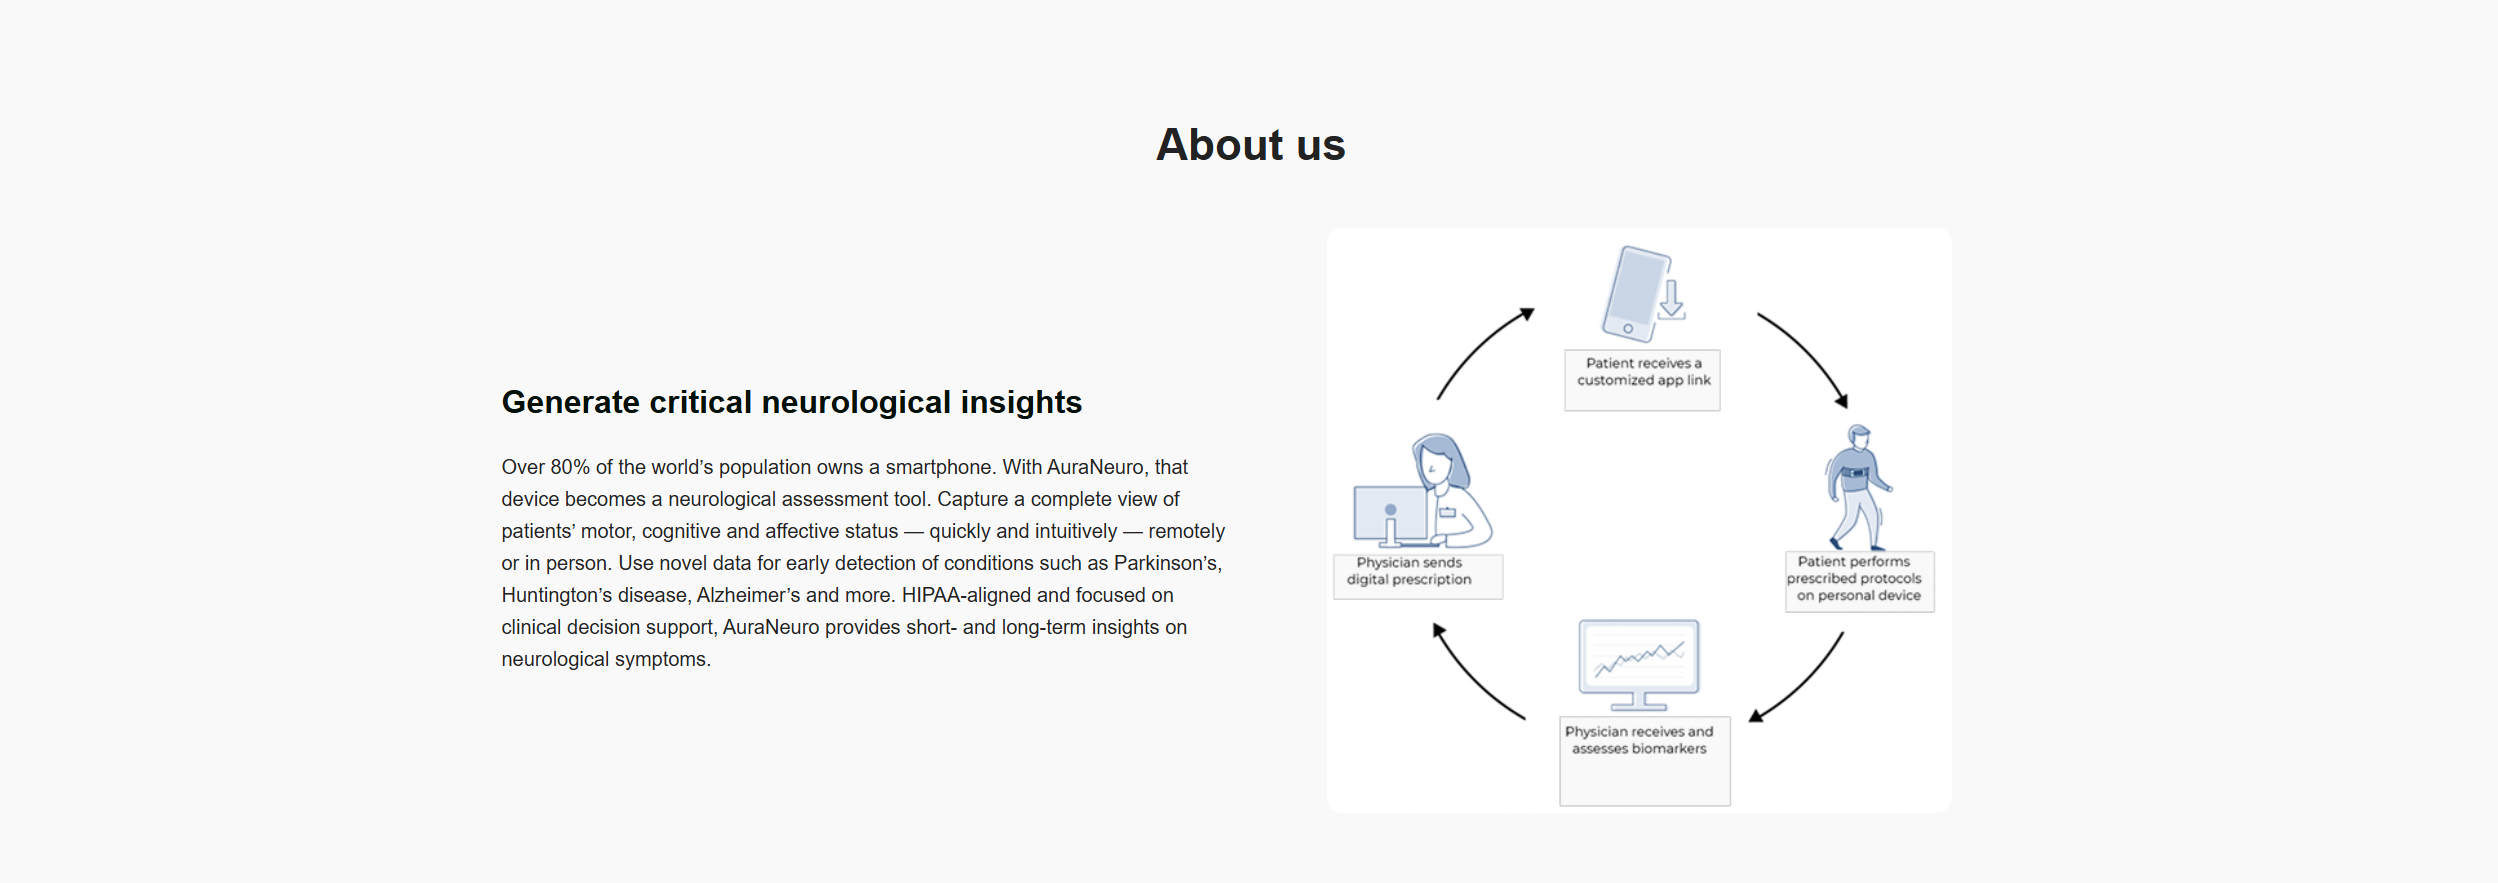 About us
Generate critical neurological insights
Over 80% of the world’s population owns a smartphone. With AuraNeuro, that
device becomes a neurological assessment tool. Capture a complete view of
patients’ motor, cognitive and affective status — quickly and intuitively — remotely
or in person. Use novel data for early detection of conditions such as Parkinson’s,
Huntington’s disease, Alzheimer’s and more. HIPAA-aligned and focused on
clinical decision support, AuraNeuro provides short- and long-term insights on
neurological symptoms.
Patient receives a
customized app link
Patient performs
prescribed protocols
on personal device
Physician receives and
assesses biomarkers
Physician sends
digital prescription